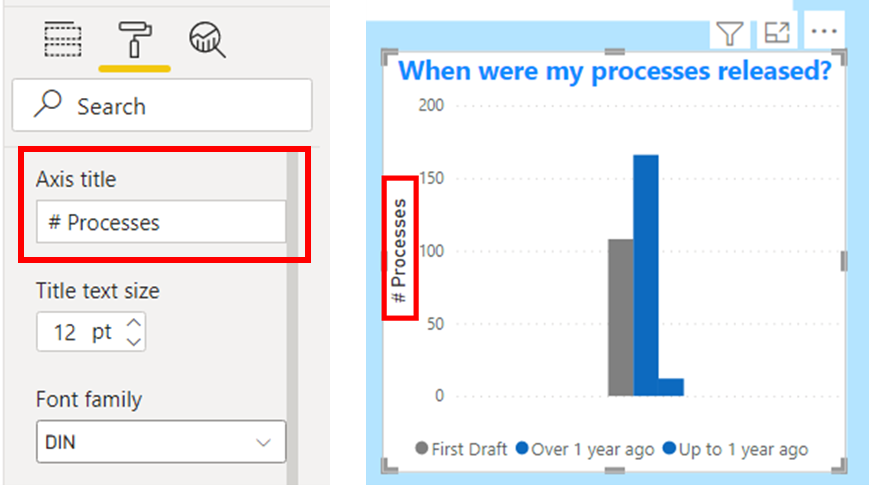 Search
Axis title
# Processes
Title text size
12 pt
Font family
DIN
When were my processes released?
200
150
100
50
0
# Processes
First Draft Over 1 year ago Up to 1 year ago